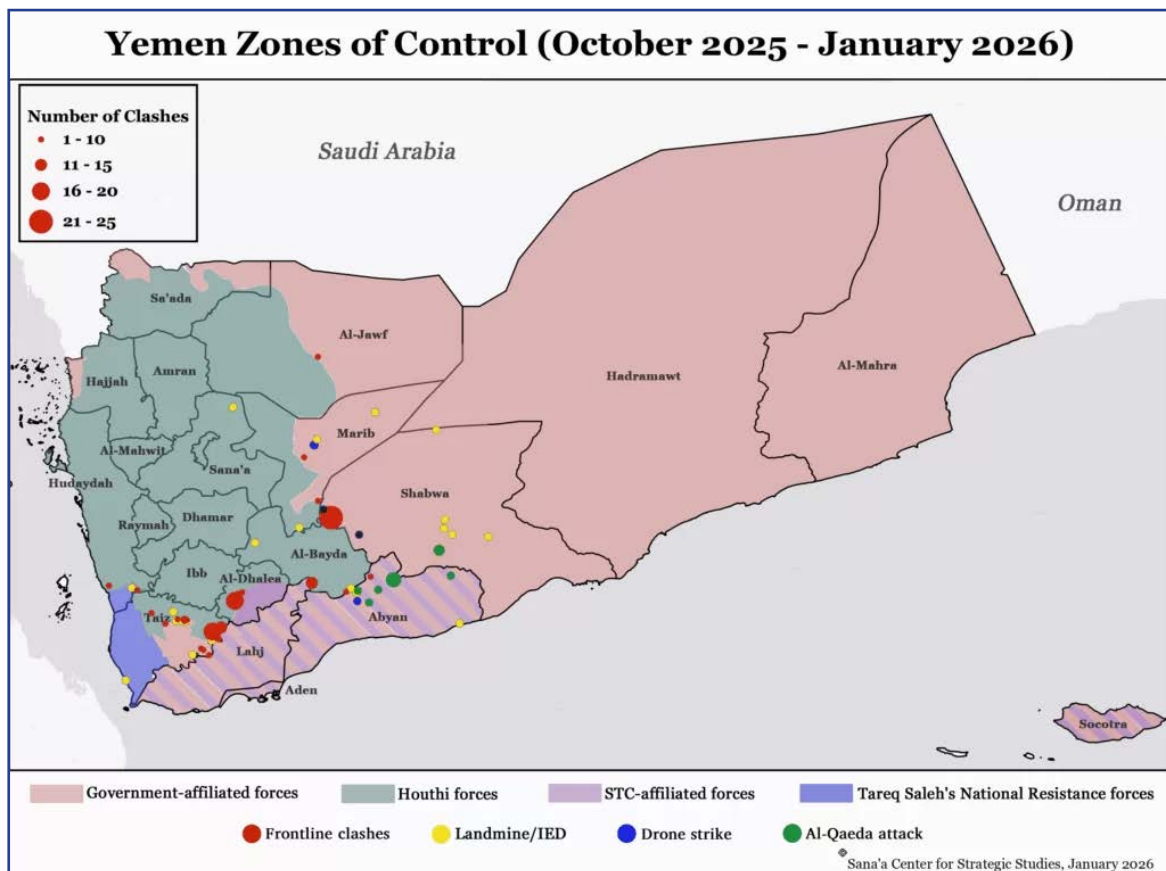 Yemen Zones of Control (October 2025 - January 2026)
Number of Clashes
1 - 10
11 - 15
16 - 20
21 - 25
Saudi Arabia
Oman
Sa'ada
Al-Jawf
Hajjah
Amran
Hadramawt
Al-Mahra
Marib
Al-Mahwit
Sana'a
Hudaydah
Shabwa
Raymah
Dhamar
Al-Bayda
Ibb
Al-Dhalea
Taiz
Abyan
Lahj
Aden
Socotra
Government-affiliated forces
Houthi forces
STC-affiliated forces
Tareq Saleh's National Resistance forces
Frontline clashes
Landmine/IED
Drone strike
Al-Qaeda attack
Sana'a Center for Strategic Studies, January 2026